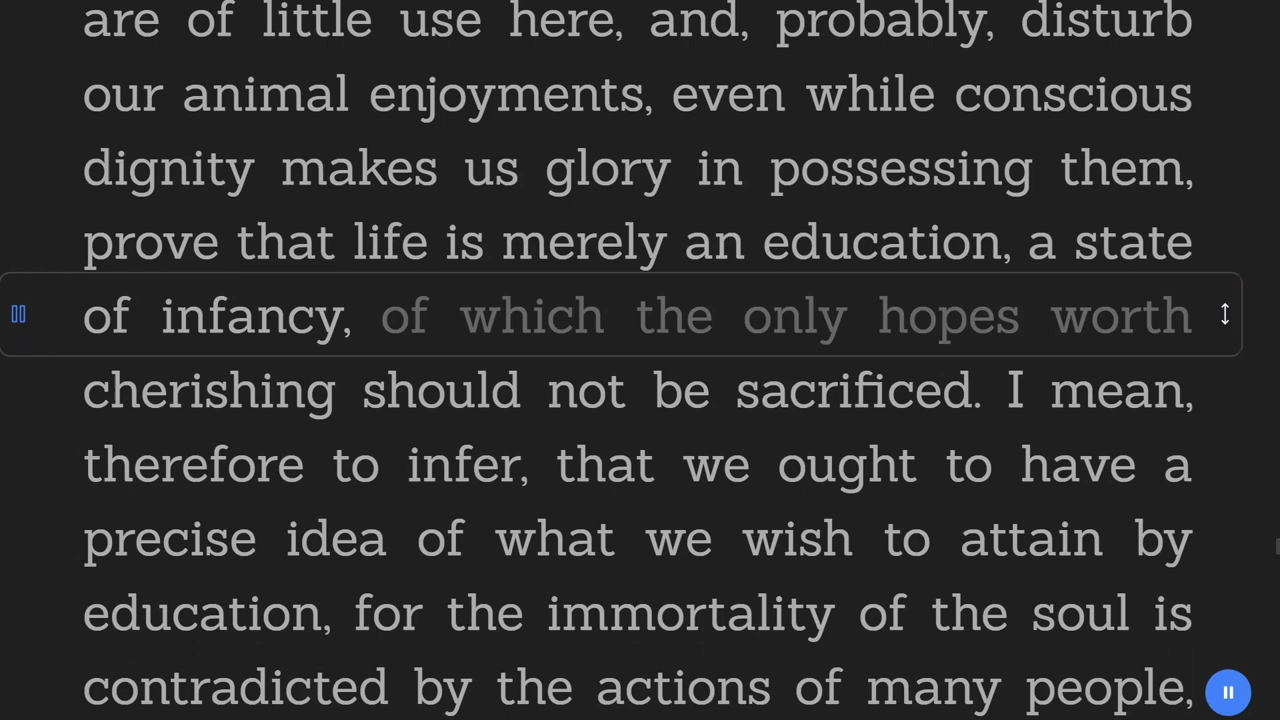 are of little use here, and, probably, disturb
our animal enjoyments, even while conscious
dignity makes us glory in possessing them,
prove that life is merely an education, a state
of infancy, of which the only hopes worth
cherishing should not be sacrificed. I mean,
therefore to infer, that we ought to have a
precise idea of what we wish to attain by
education, for the immortality of the soul is
contradicted by the actions of many people,